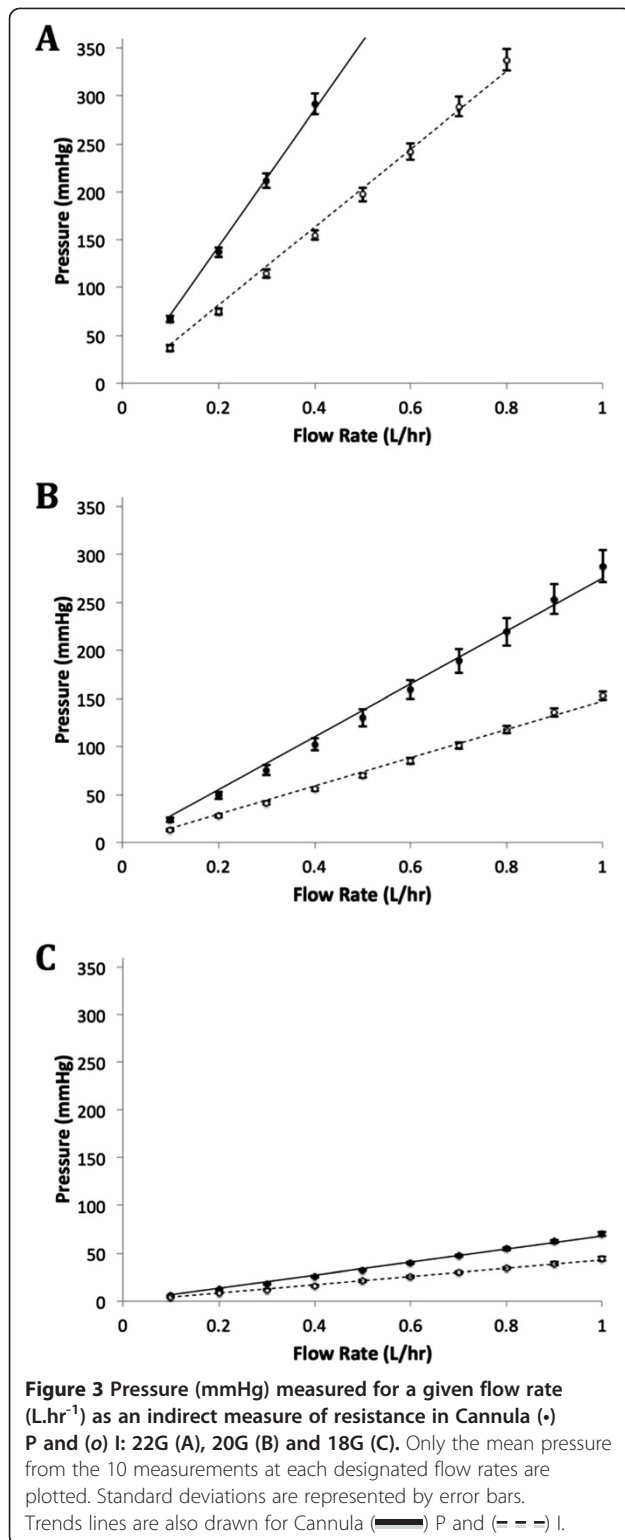 A
350
300
250
200
150
100
50
0
Pressure (mmHg)
0 0.2 0.4 0.6 0.8 1
Flow Rate (L/hr)
B
350
300
250
200
150
100
50
0
Pressure (mmHg)
0 0.2 0.4 0.6 0.8 1
Flow Rate (L/hr)
C
350
300
250
200
150
100
50
0
Pressure (mmHg)
0 0.2 0.4 0.6 0.8 1
Flow Rate (L/hr)
Figure 3 Pressure (mmHg) measured for a given flow rate
(L.hr⁻¹) as an indirect measure of resistance in Cannula (•)
P and (o) I: 22G (A), 20G (B) and 18G (C). Only the mean pressure
from the 10 measurements at each designated flow rates are
plotted. Standard deviations are represented by error bars.
Trends lines are also drawn for Cannula (——) P and (– – –) I.